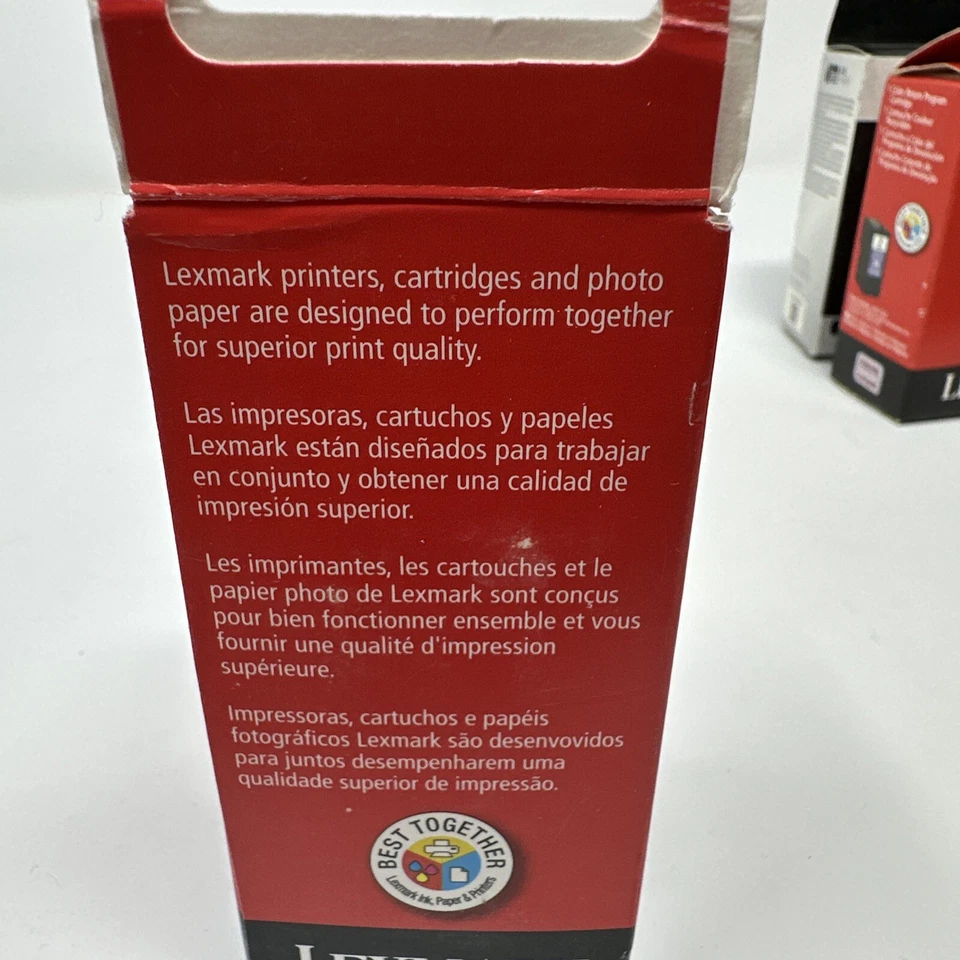 Lexmark printers, cartridges and photo
paper are designed to perform together
for superior print quality.
Las impresoras, cartuchos y papeles
Lexmark están diseñados para trabajar
en conjunto y obtener una calidad de
impresión superior.
Les imprimantes, les cartouches et le
papier photo de Lexmark sont conçus
pour bien fonctionner ensemble et vous
fournir une qualité d'impression
supérieure.
Impressoras, cartuchos e papéis
fotográficos Lexmark são desenvovidos
para juntos desempenharem uma
qualidade superior de impressão.
BEST TOGETHER
Lexmark Ink, Paper & Printers
Color Return Program
Cartridge